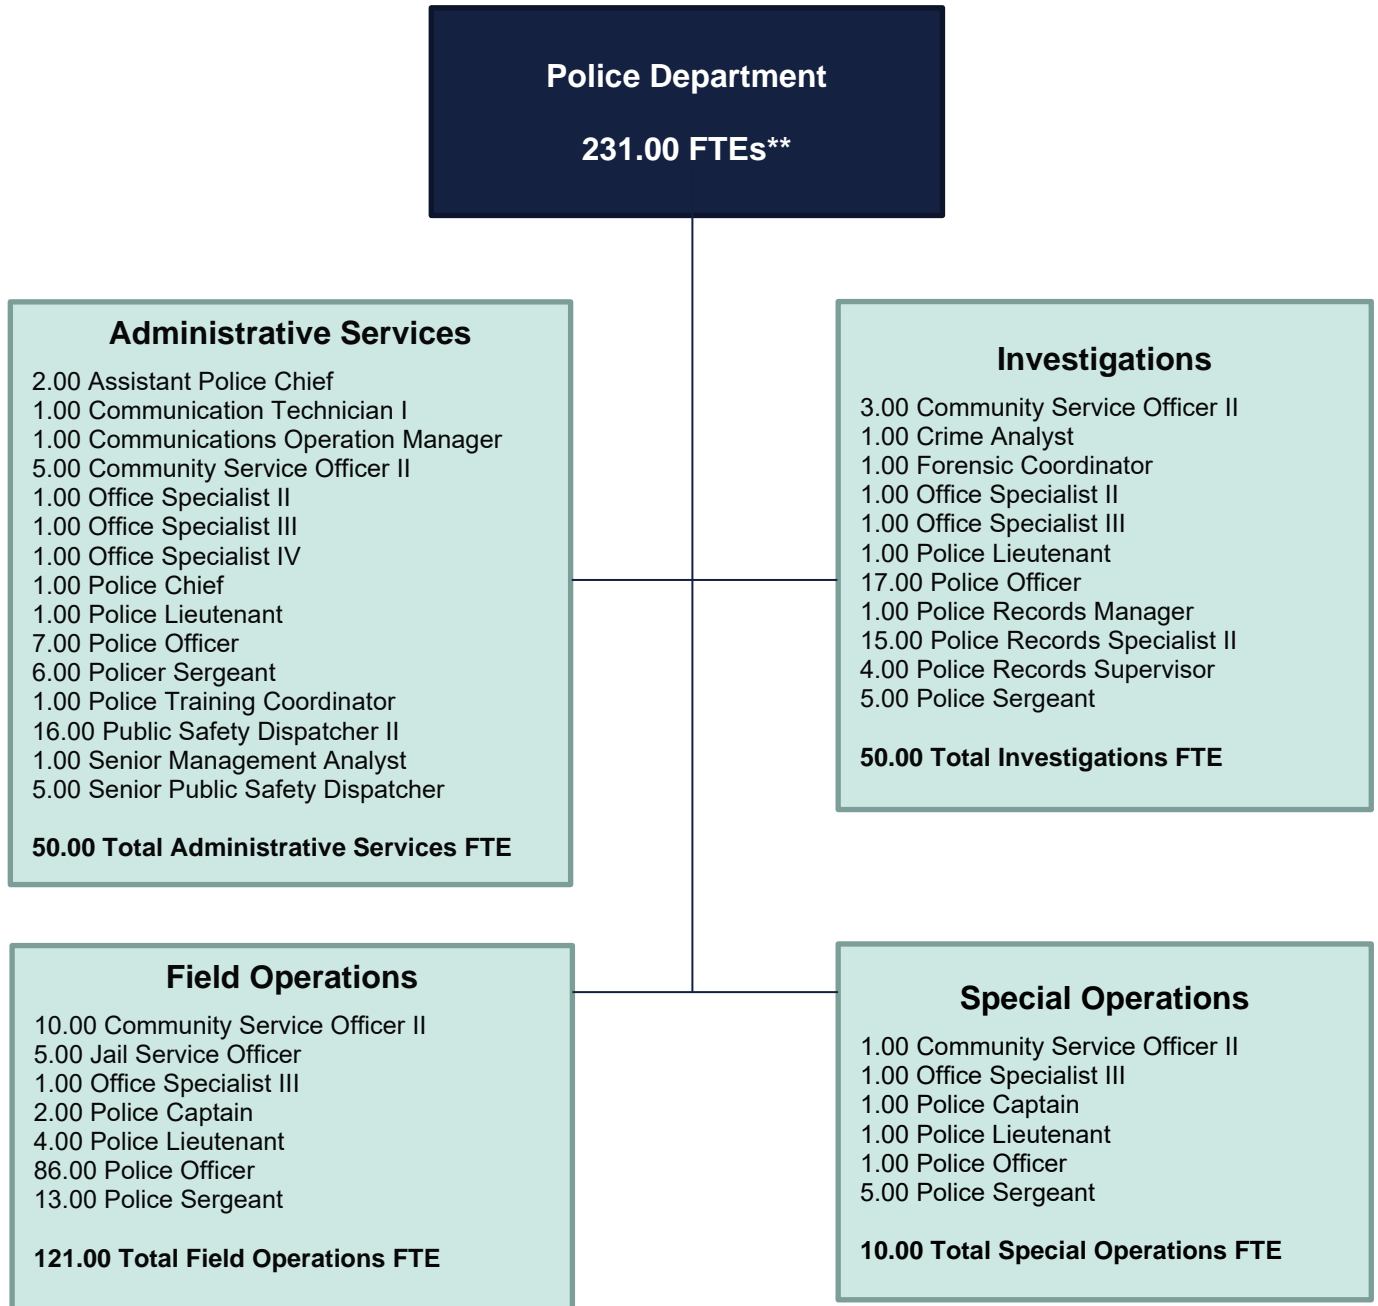 Police Department
231.00 FTEs**
Administrative Services
2.00 Assistant Police Chief
1.00 Communication Technician I
1.00 Communications Operation Manager
5.00 Community Service Officer II
1.00 Office Specialist II
1.00 Office Specialist III
1.00 Office Specialist IV
1.00 Police Chief
1.00 Police Lieutenant
7.00 Police Officer
6.00 Policer Sergeant
1.00 Police Training Coordinator
16.00 Public Safety Dispatcher II
1.00 Senior Management Analyst
5.00 Senior Public Safety Dispatcher
50.00 Total Administrative Services FTE
Investigations
3.00 Community Service Officer II
1.00 Crime Analyst
1.00 Forensic Coordinator
1.00 Office Specialist II
1.00 Office Specialist III
1.00 Police Lieutenant
17.00 Police Officer
1.00 Police Records Manager
15.00 Police Records Specialist II
4.00 Police Records Supervisor
5.00 Police Sergeant
50.00 Total Investigations FTE
Field Operations
10.00 Community Service Officer II
5.00 Jail Service Officer
1.00 Office Specialist III
2.00 Police Captain
4.00 Police Lieutenant
86.00 Police Officer
13.00 Police Sergeant
121.00 Total Field Operations FTE
Special Operations
1.00 Community Service Officer II
1.00 Office Specialist III
1.00 Police Captain
1.00 Police Lieutenant
1.00 Police Officer
5.00 Police Sergeant
10.00 Total Special Operations FTE